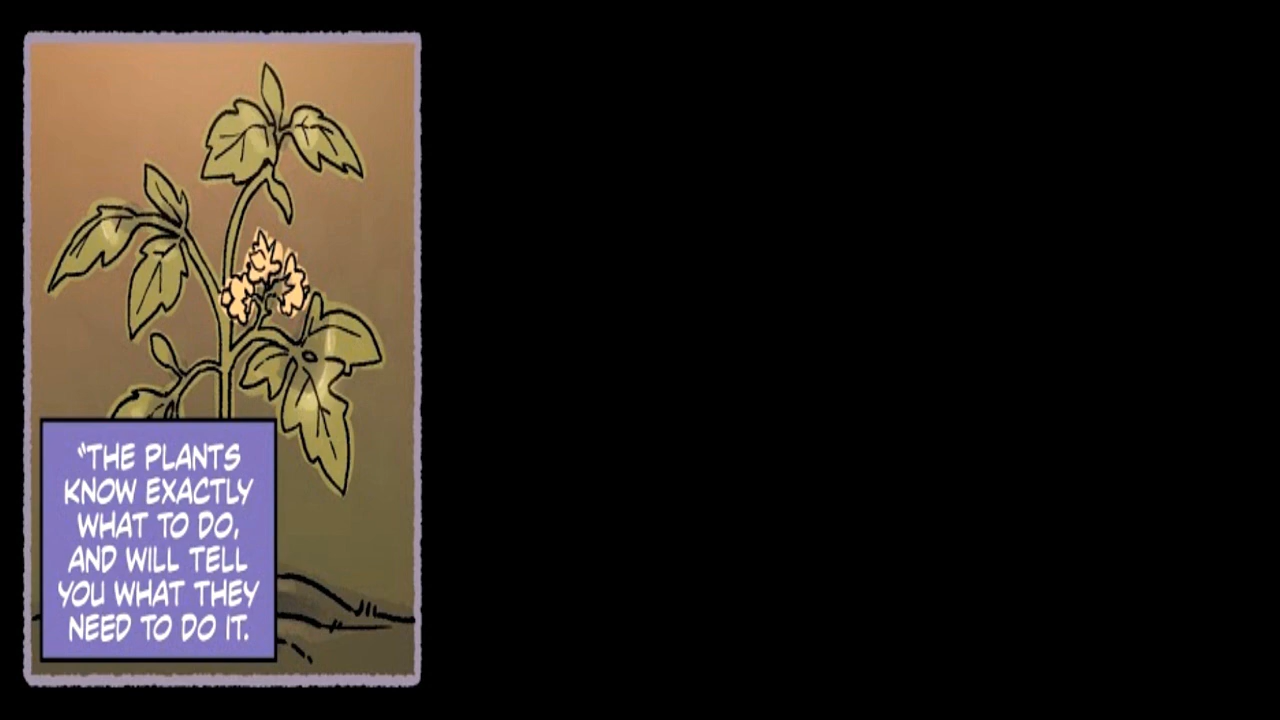 “THE PLANTS
KNOW EXACTLY
WHAT TO DO,
AND WILL TELL
YOU WHAT THEY
NEED TO DO IT.